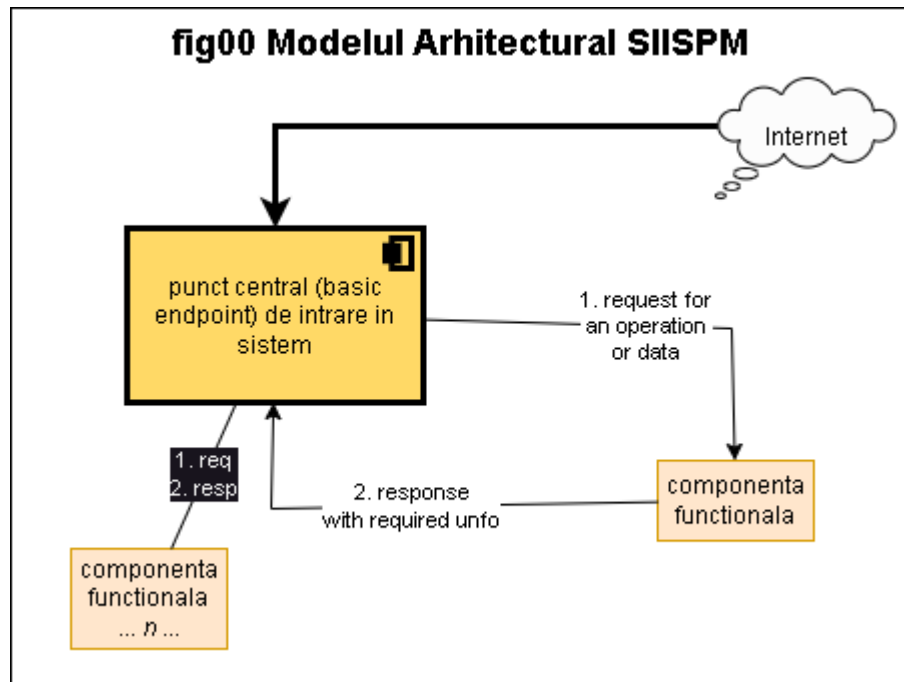 fig00 Modelul Arhitectural SIISPM
Internet
punct central (basic
endpoint) de intrare in
sistem
1. request for
an operation
or data
1. req
2. resp
2. response
with required unfo
componenta
functionala
componenta
functionala
... n ...